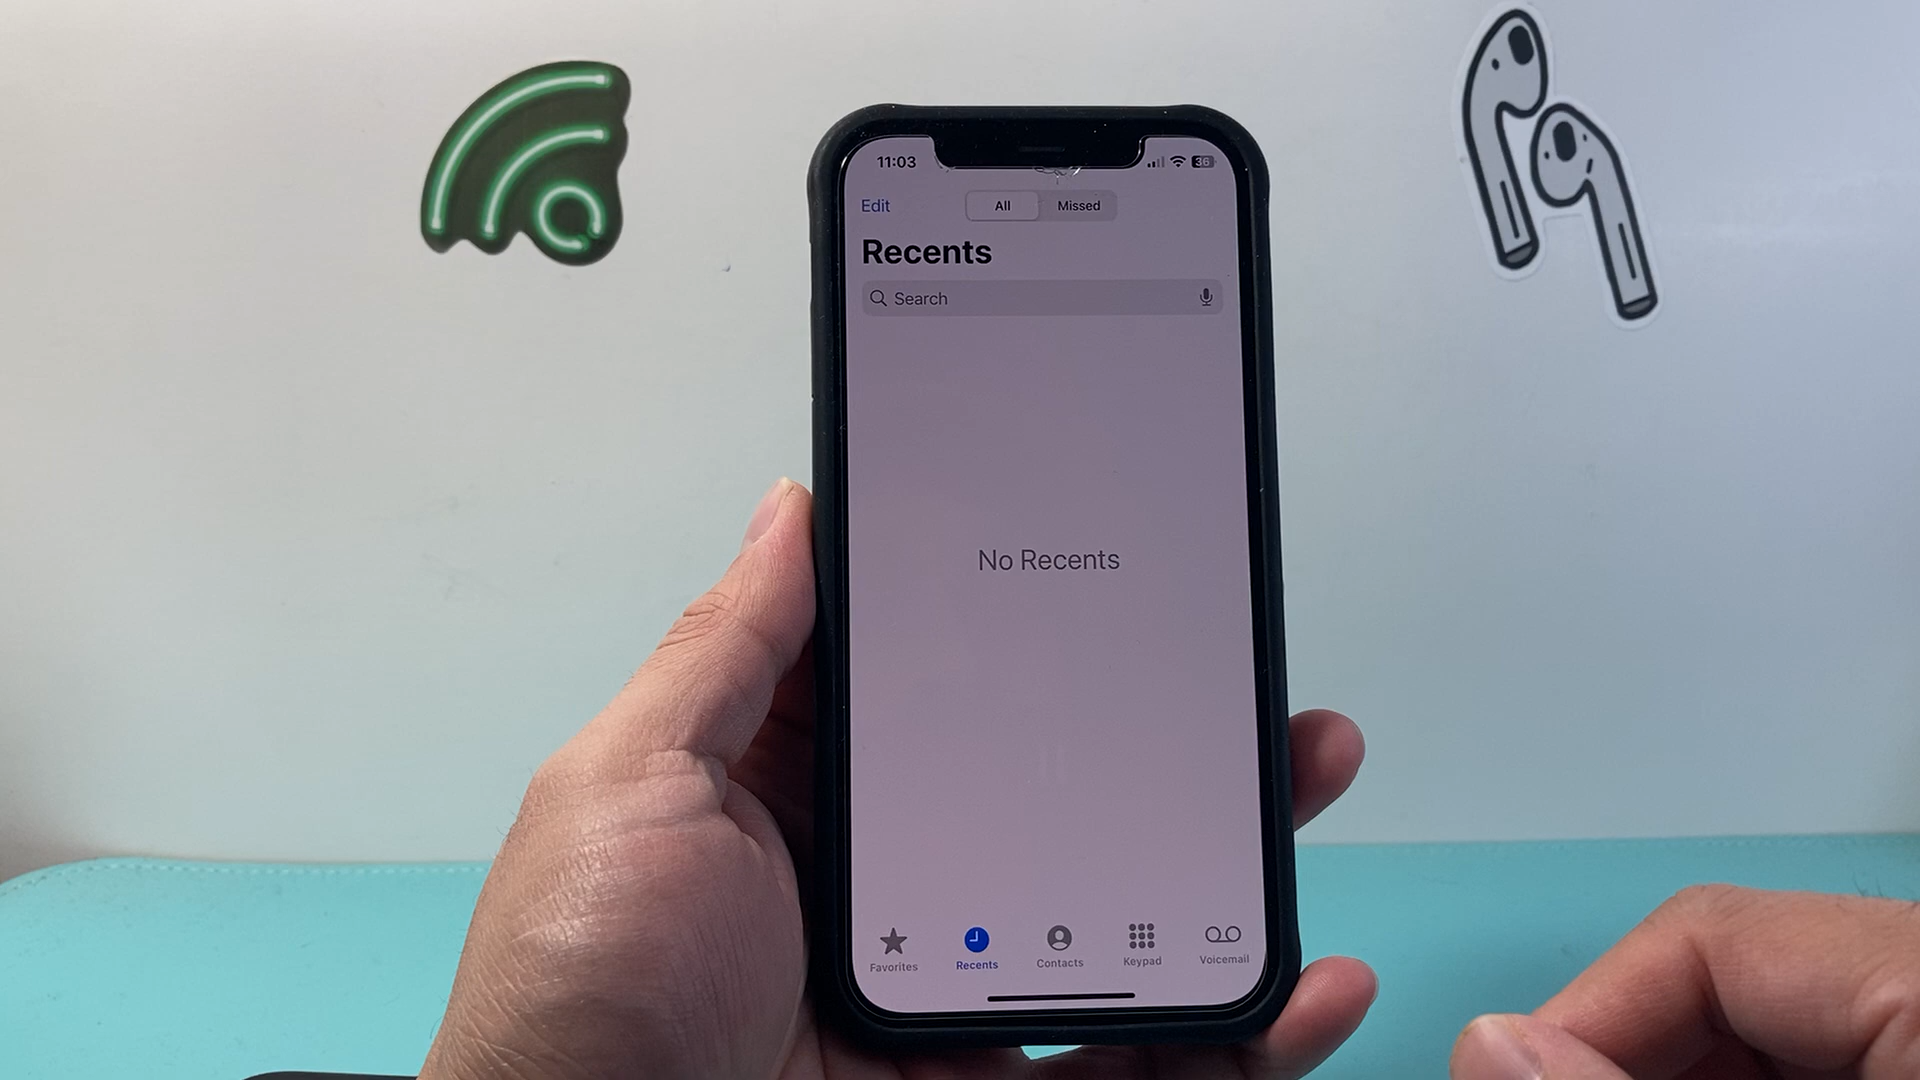 11:03
36
Edit
All
Missed
Recents
Search
No Recents
Favorites
Recents
Contacts
Keypad
Voicemail